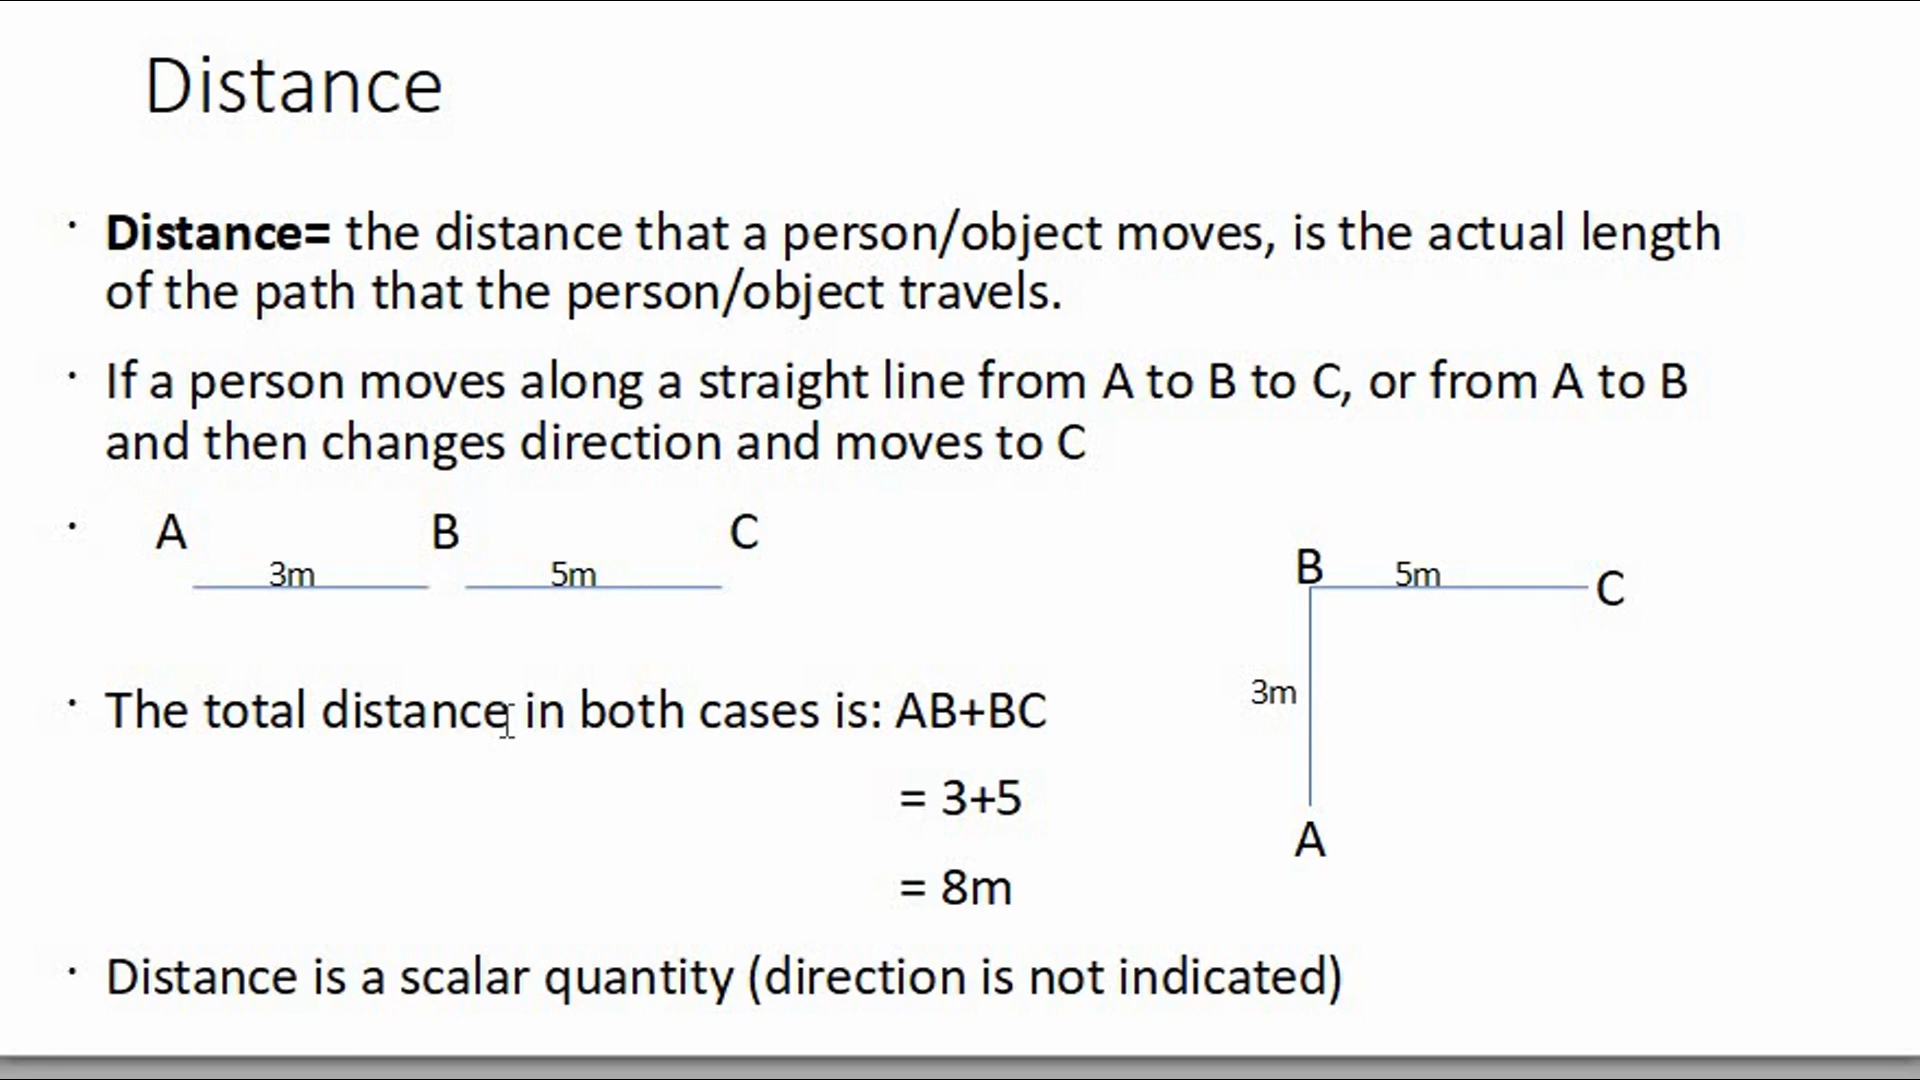 Distance
Distance= the distance that a person/object moves, is the actual length
of the path that the person/object travels.
If a person moves along a straight line from A to B to C, or from A to B
and then changes direction and moves to C
A B C
3m 5m
B 5m C
3m
A
The total distance in both cases is: AB+BC
= 3+5
= 8m
Distance is a scalar quantity (direction is not indicated)